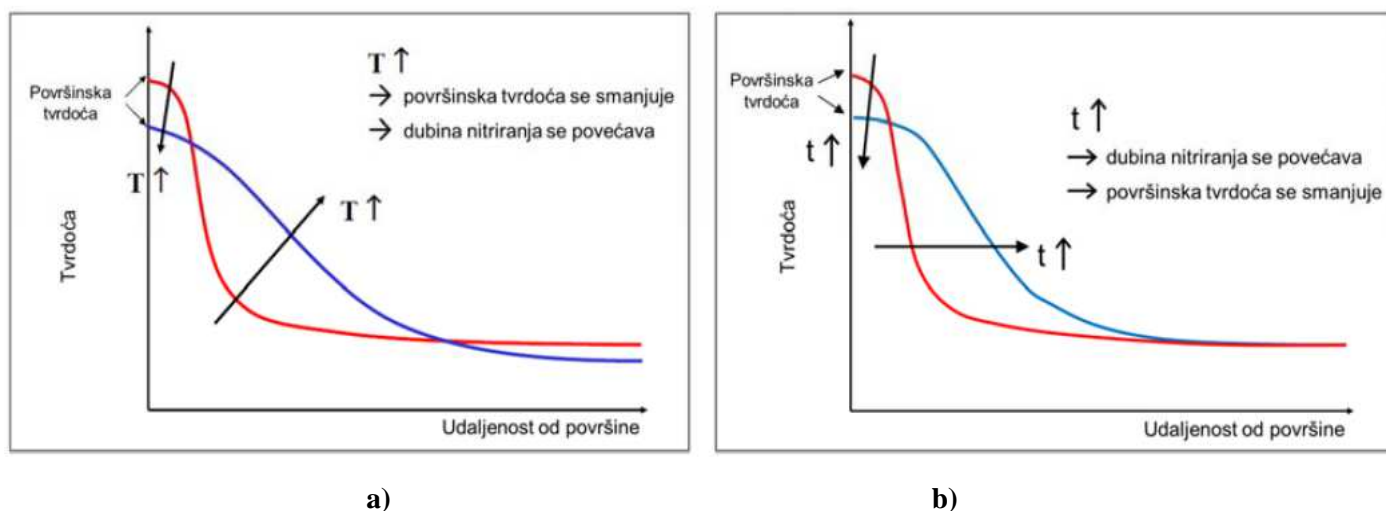 T ↑
→ površinska tvrdoća se smanjuje
→ dubina nitriranja se povećava
Površinska
tvrdoća
T ↑
T ↑
Tvrdoća
Udaljenost od površine
a)
t ↑
→ dubina nitriranja se povećava
→ površinska tvrdoća se smanjuje
Površinska
tvrdoća
t ↑
t ↑
Tvrdoća
Udaljenost od površine
b)